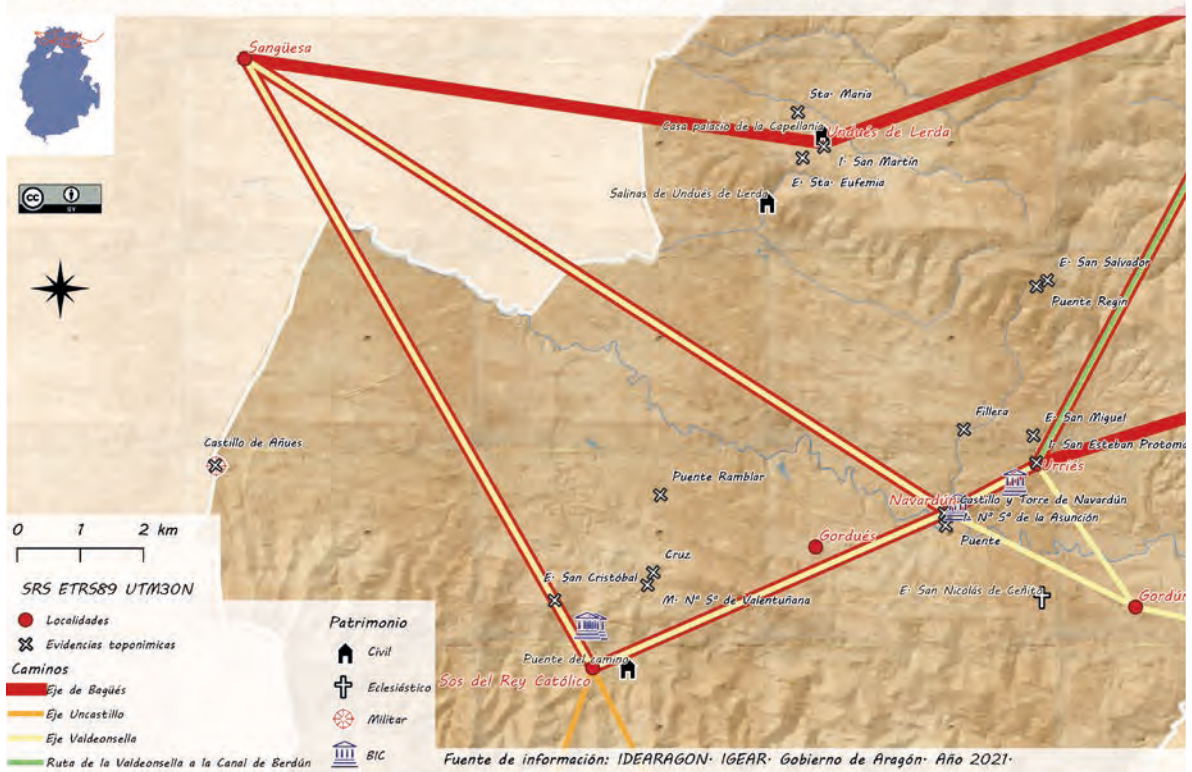 Sangüesa
Sta. María
Casa palacio de la Capellanía
Undués de Lerda
I. San Martín
E. Sta. Eufemia
Salinas de Undués de Lerda
CC
BY
E. San Salvador
Puente Regin
Fillera
E. San Miguel
I. San Esteban Protomá
Urriés
Castillo de Añues
Puente Ramblar
Navardún
Castillo y Torre de Navardún
Nª Sª de la Asunción
Puente
Gordués
Cruz
E. San Cristóbal
M. Nª Sª de Valentuñana
E. San Nicolás de Ceñito
Gordún
Puente del camino
Sos del Rey Católico
0 1 2 km
SRS ETRS89 UTM30N
Localidades
Evidencias toponímicas
Caminos
Eje de Bagüés
Eje Uncastillo
Eje Valdeonsella
Ruta de la Valdeonsella a la Canal de Berdún
Patrimonio
Civil
Eclesiástico
Militar
BIC
Fuente de información: IDEARAGON. IGEAR. Gobierno de Aragón. Año 2021.